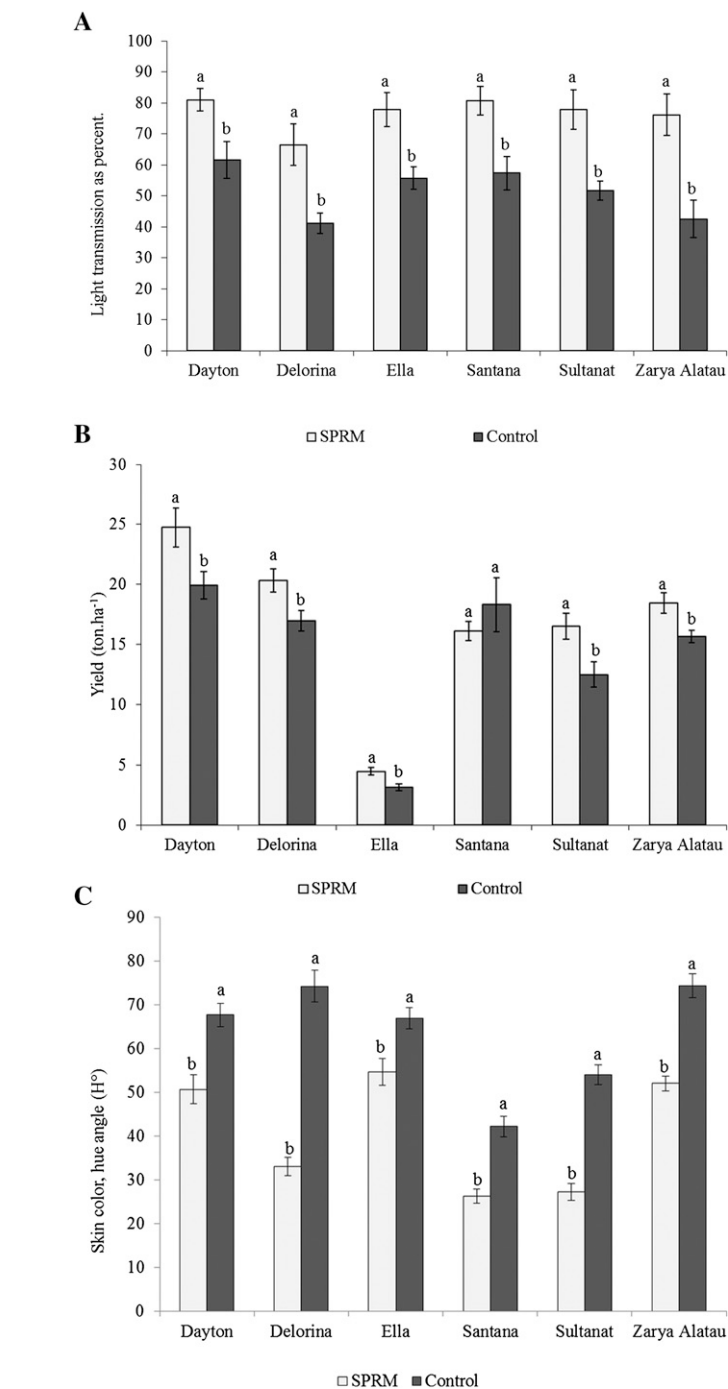 A
100
90
80
70
60
50
40
30
20
10
0
Light transmission as percent.
a b a b a b a b a b a b
Dayton Delorina Ella Santana Sultanat Zarya Alatau
SPRM Control
B
30
25
20
15
10
5
0
Yield (ton.ha⁻¹)
a b a b a b a a a b a b
Dayton Delorina Ella Santana Sultanat Zarya Alatau
SPRM Control
C
90
80
70
60
50
40
30
20
10
0
Skin color, hue angle (H°)
b a b a b a b a b a b a
Dayton Delorina Ella Santana Sultanat Zarya Alatau
SPRM Control